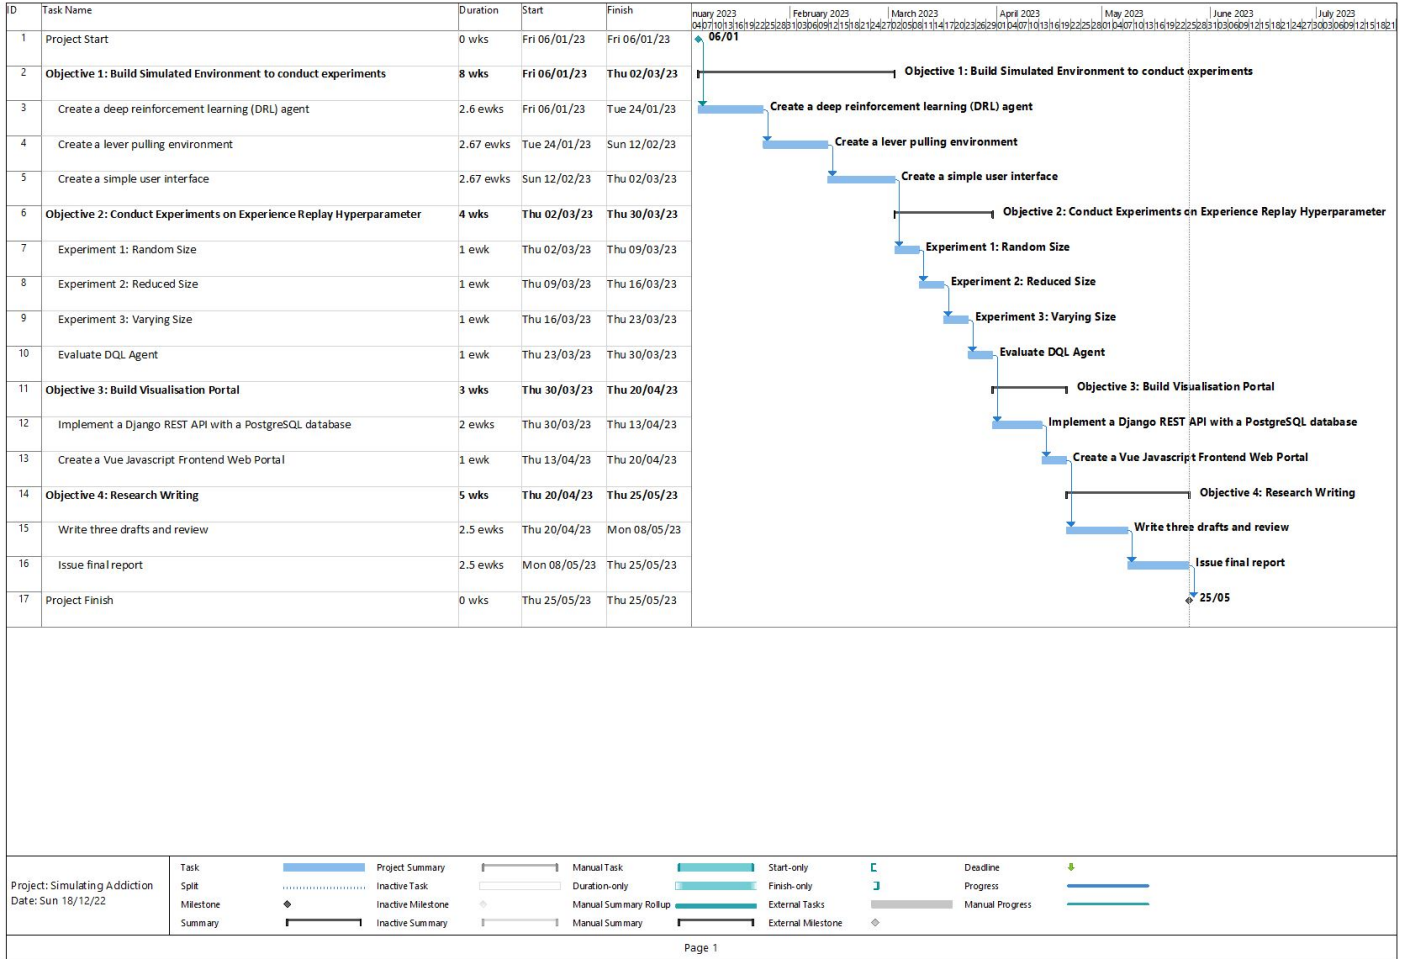 ID Task Name Duration Start Finish nuary 2023 February 2023 March 2023 April 2023 May 2023 June 2023 July 2023
1 Project Start 0 wks Fri 06/01/23 Fri 06/01/23 06/01
2 Objective 1: Build Simulated Environment to conduct experiments 8 wks Fri 06/01/23 Thu 02/03/23 Objective 1: Build Simulated Environment to conduct experiments
3 Create a deep reinforcement learning (DRL) agent 2.6 ewks Fri 06/01/23 Tue 24/01/23 Create a deep reinforcement learning (DRL) agent
4 Create a lever pulling environment 2.67 ewks Tue 24/01/23 Sun 12/02/23 Create a lever pulling environment
5 Create a simple user interface 2.67 ewks Sun 12/02/23 Thu 02/03/23 Create a simple user interface
6 Objective 2: Conduct Experiments on Experience Replay Hyperparameter 4 wks Thu 02/03/23 Thu 30/03/23 Objective 2: Conduct Experiments on Experience Replay Hyperparameter
7 Experiment 1: Random Size 1 ewk Thu 02/03/23 Thu 09/03/23 Experiment 1: Random Size
8 Experiment 2: Reduced Size 1 ewk Thu 09/03/23 Thu 16/03/23 Experiment 2: Reduced Size
9 Experiment 3: Varying Size 1 ewk Thu 16/03/23 Thu 23/03/23 Experiment 3: Varying Size
10 Evaluate DQL Agent 1 ewk Thu 23/03/23 Thu 30/03/23 Evaluate DQL Agent
11 Objective 3: Build Visualisation Portal 3 wks Thu 30/03/23 Thu 20/04/23 Objective 3: Build Visualisation Portal
12 Implement a Django REST API with a PostgreSQL database 2 ewks Thu 30/03/23 Thu 13/04/23 Implement a Django REST API with a PostgreSQL database
13 Create a Vue Javascript Frontend Web Portal 1 ewk Thu 13/04/23 Thu 20/04/23 Create a Vue Javascript Frontend Web Portal
14 Objective 4: Research Writing 5 wks Thu 20/04/23 Thu 25/05/23 Objective 4: Research Writing
15 Write three drafts and review 2.5 ewks Thu 20/04/23 Mon 08/05/23 Write three drafts and review
16 Issue final report 2.5 ewks Mon 08/05/23 Thu 25/05/23 Issue final report
17 Project Finish 0 wks Thu 25/05/23 Thu 25/05/23 25/05
Project: Simulating Addiction
Date: Sun 18/12/22
Task Project Summary Manual Task Start-only Deadline
Split Inactive Task Duration-only Finish-only Progress
Milestone Inactive Milestone Manual Summary Rollup External Tasks Manual Progress
Summary Inactive Summary Manual Summary External Milestone
Page 1